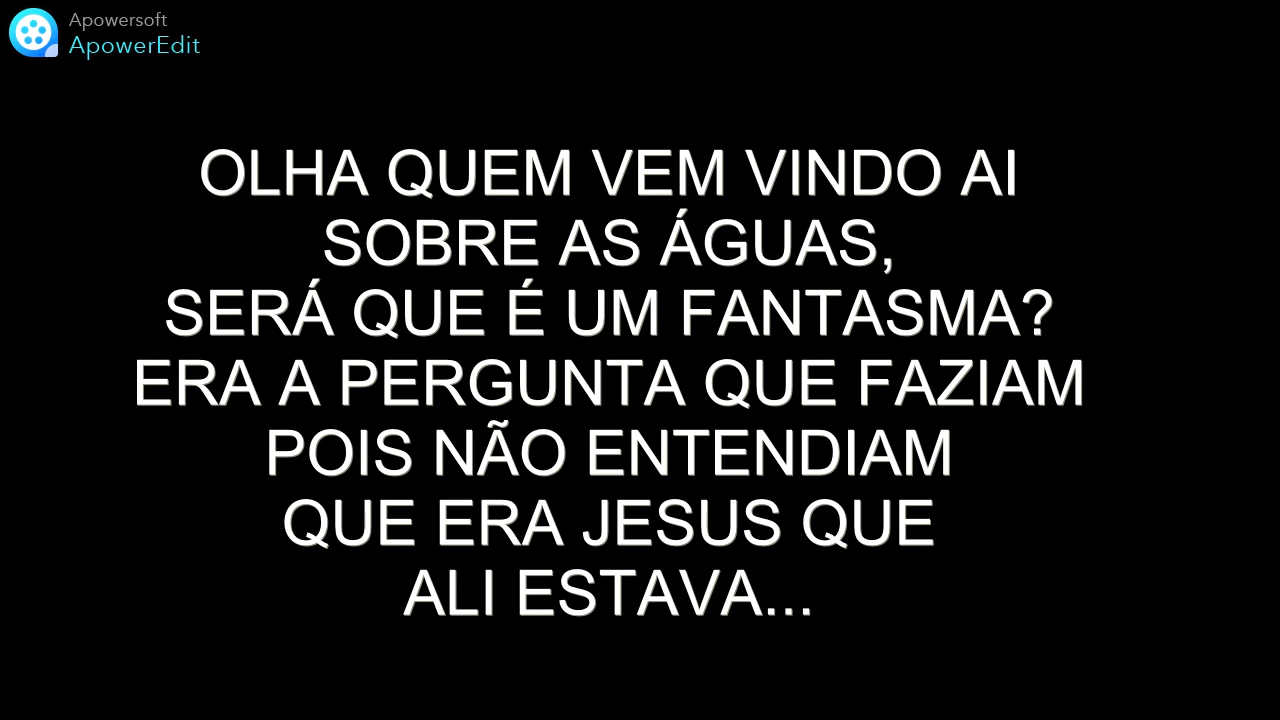 Apowersoft
ApowerEdit
OLHA QUEM VEM VINDO AI
SOBRE AS ÁGUAS,
SERÁ QUE É UM FANTASMA?
ERA A PERGUNTA QUE FAZIAM
POIS NÃO ENTENDIAM
QUE ERA JESUS QUE
ALI ESTAVA...